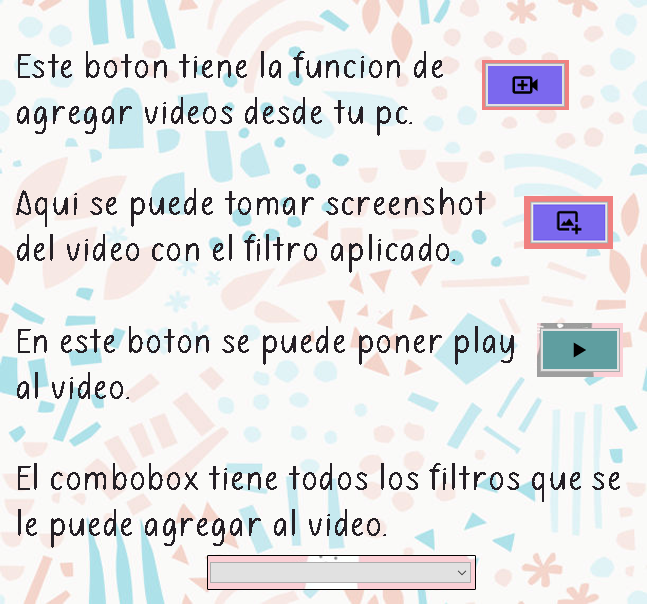 Este boton tiene la funcion de
agregar videos desde tu pc.
Aqui se puede tomar screenshot
del video con el filtro aplicado.
En este boton se puede poner play
al video.
El combobox tiene todos los filtros que se
le puede agregar al video.